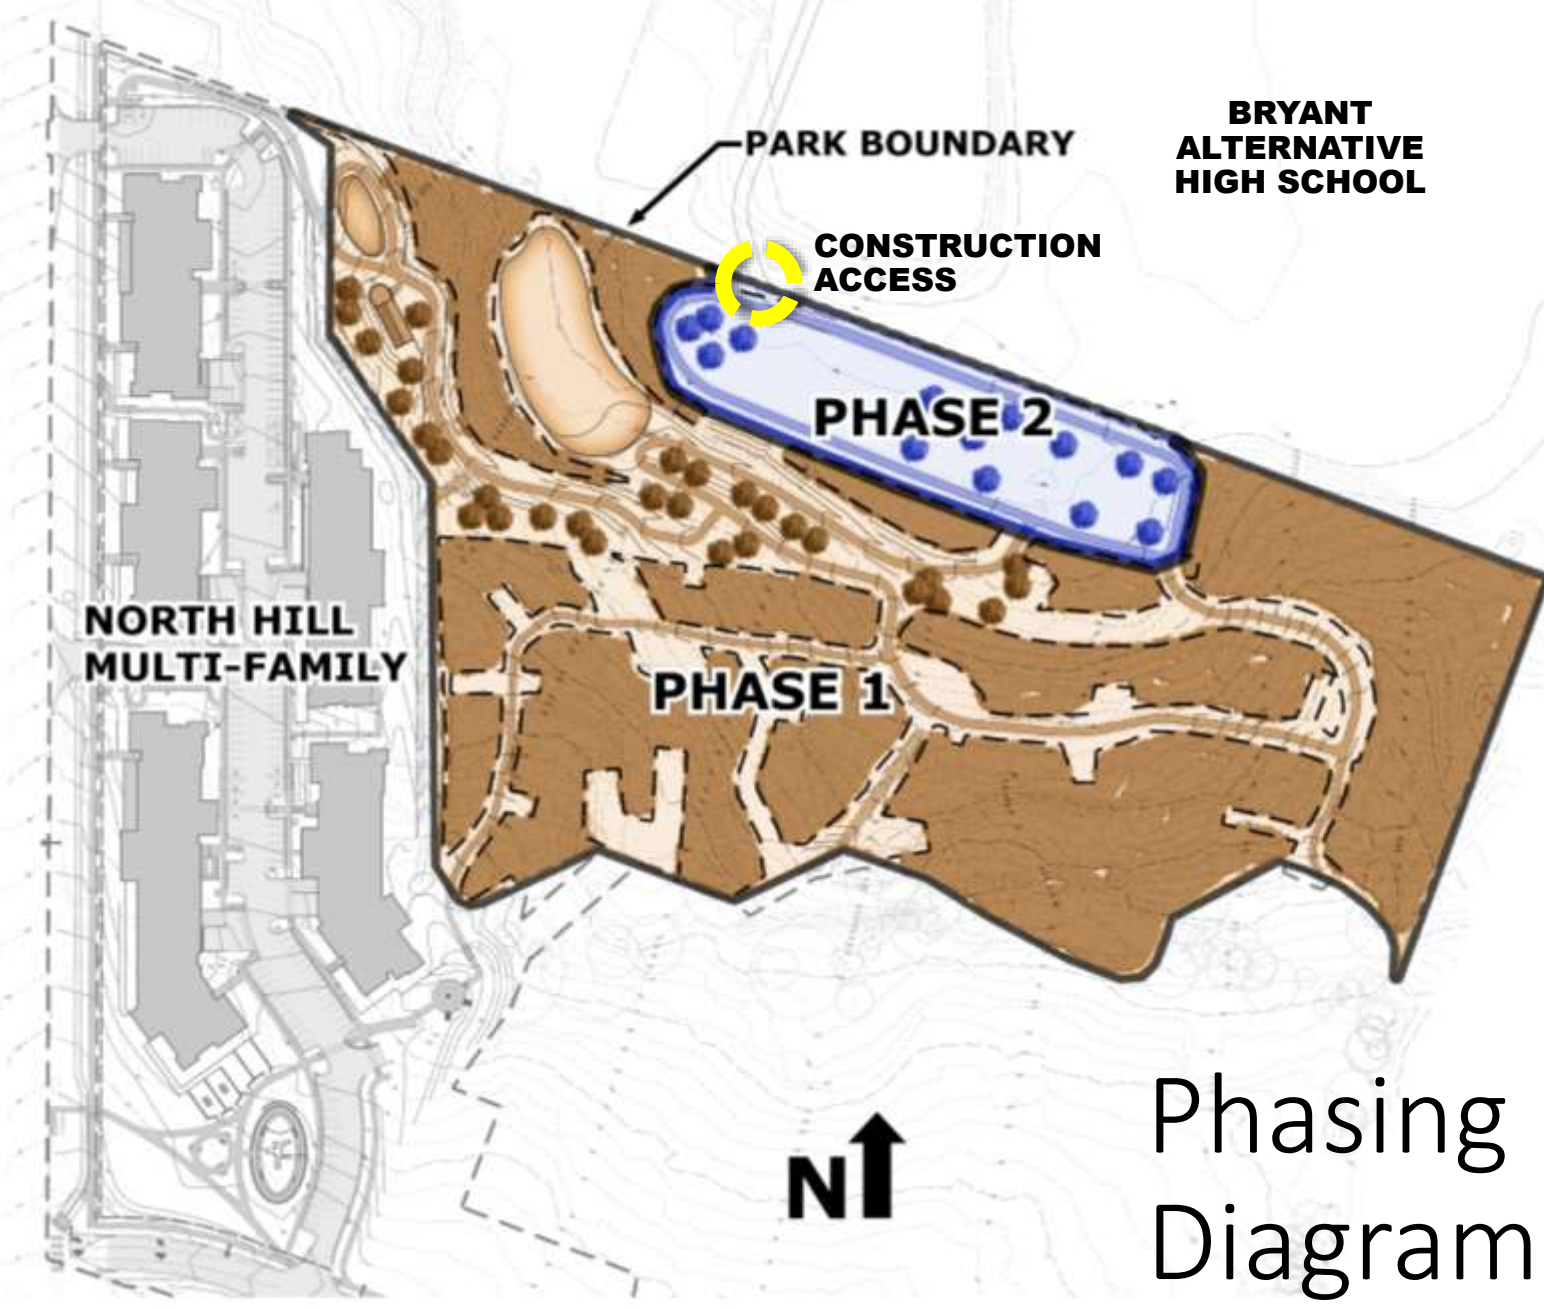 BRYANT
ALTERNATIVE
HIGH SCHOOL
PARK BOUNDARY
CONSTRUCTION
ACCESS
PHASE 2
NORTH HILL
MULTI-FAMILY
PHASE 1
N
Phasing
Diagram